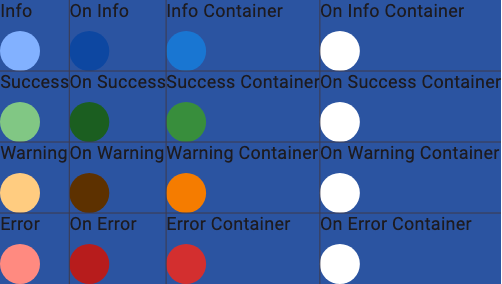 Info On Info Info Container On Info Container
Success On Success Success Container On Success Container
Warning On Warning Warning Container On Warning Container
Error On Error Error Container On Error Container